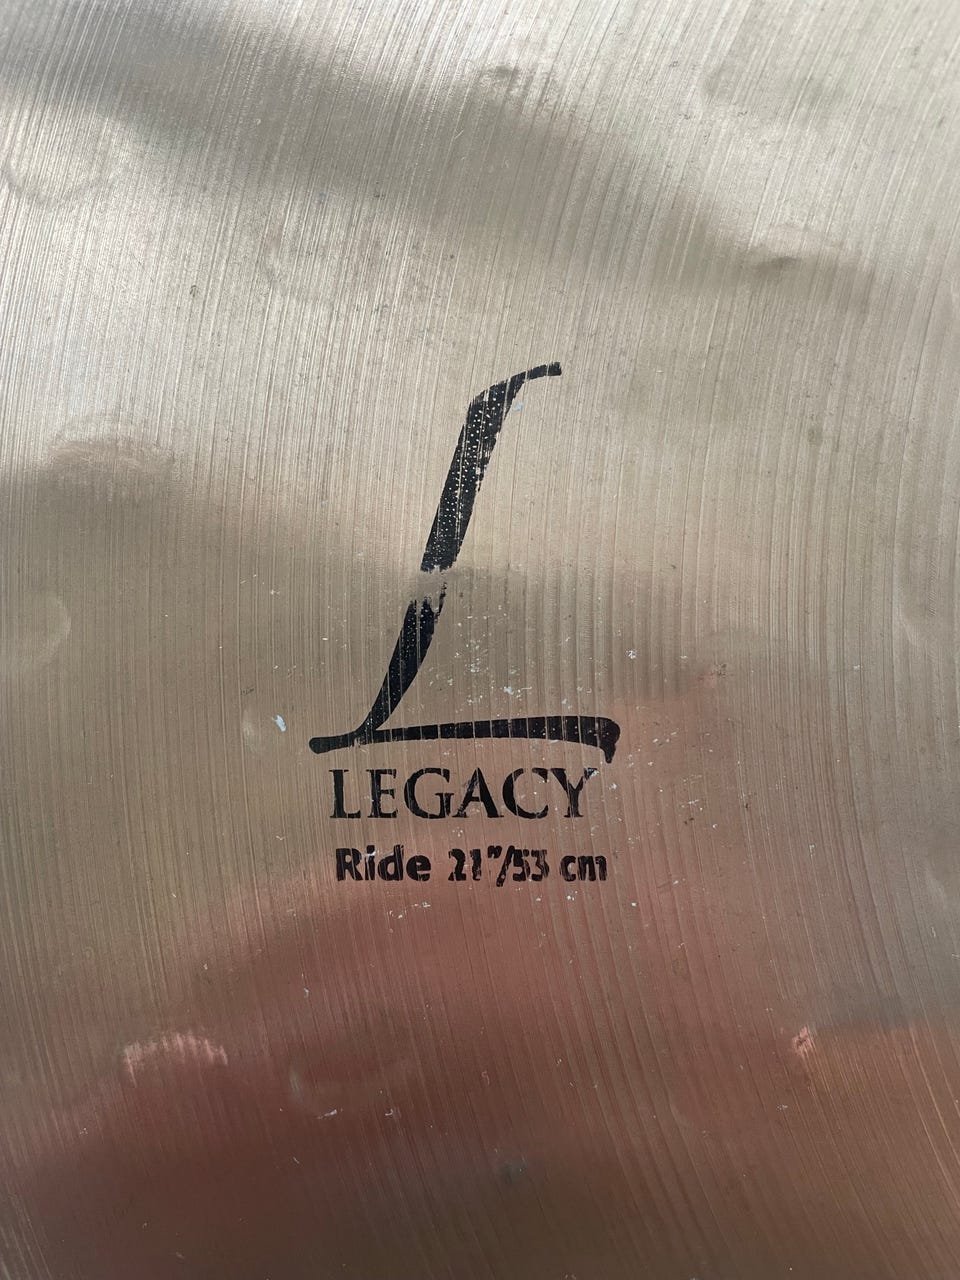 L
LEGACY
Ride 21"/53 cm